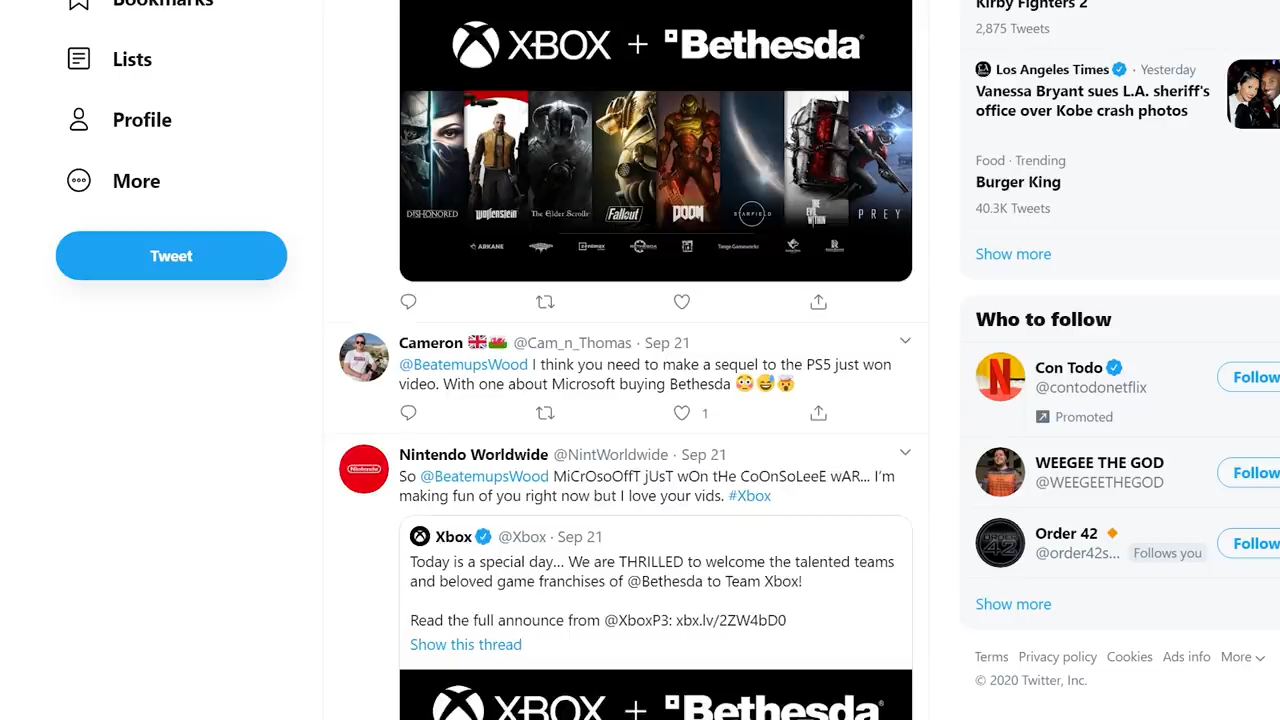 Bookmarks
Lists
Profile
More
Tweet
XBOX + Bethesda
DISHONORED
Wolfenstein
The Elder Scrolls
Fallout
DOOM
STARFIELD
THE EVIL WITHIN
PREY
ARKANE
Tango Gameworks
Cameron @Cam_n_Thomas · Sep 21
@BeatemupsWood I think you need to make a sequel to the PS5 just won
video. With one about Microsoft buying Bethesda 😳😅🤯
1
Nintendo Worldwide @NintWorldwide · Sep 21
So @BeatemupsWood MiCrOsoOffT jUsT wOn tHe CoOnSoLeeE wAR... I'm
making fun of you right now but I love your vids. #Xbox
Xbox @Xbox · Sep 21
Today is a special day... We are THRILLED to welcome the talented teams
and beloved game franchises of @Bethesda to Team Xbox!
Read the full announce from @XboxP3: xbx.lv/2ZW4bD0
Show this thread
XBOX + Bethesda
Kirby Fighters 2
2,875 Tweets
Los Angeles Times · Yesterday
Vanessa Bryant sues L.A. sheriff's
office over Kobe crash photos
Food · Trending
Burger King
40.3K Tweets
Show more
Who to follow
Con Todo
@contodonetflix
Promoted
Follow
WEEGEE THE GOD
@WEEGEETHEGOD
Follow
Order 42
@order42s... Follows you
Follow
Show more
Terms Privacy policy Cookies Ads info More
© 2020 Twitter, Inc.